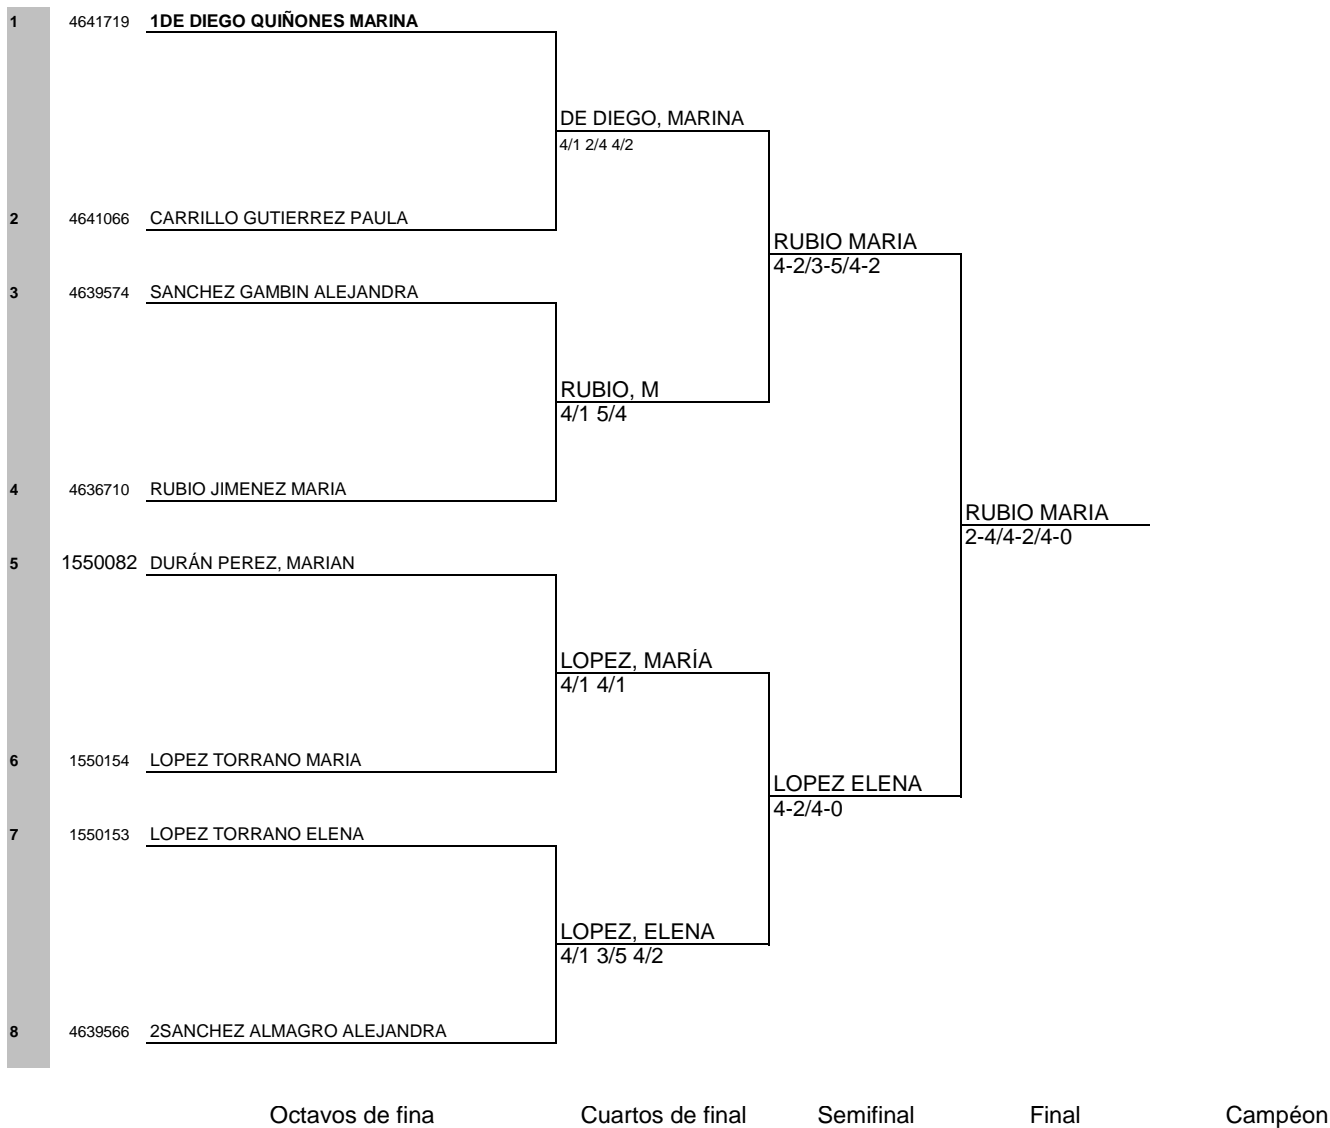 1 4641719 1DE DIEGO QUIÑONES MARINA
DE DIEGO, MARINA
4/1 2/4 4/2
2 4641066 CARRILLO GUTIERREZ PAULA
RUBIO MARIA
4-2/3-5/4-2
3 4639574 SANCHEZ GAMBIN ALEJANDRA
RUBIO, M
4/1 5/4
4 4636710 RUBIO JIMENEZ MARIA
RUBIO MARIA
2-4/4-2/4-0
5 1550082 DURÁN PEREZ, MARIAN
LOPEZ, MARÍA
4/1 4/1
6 1550154 LOPEZ TORRANO MARIA
LOPEZ ELENA
4-2/4-0
7 1550153 LOPEZ TORRANO ELENA
LOPEZ, ELENA
4/1 3/5 4/2
8 4639566 2SANCHEZ ALMAGRO ALEJANDRA
Octavos de fina Cuartos de final Semifinal Final Campéon